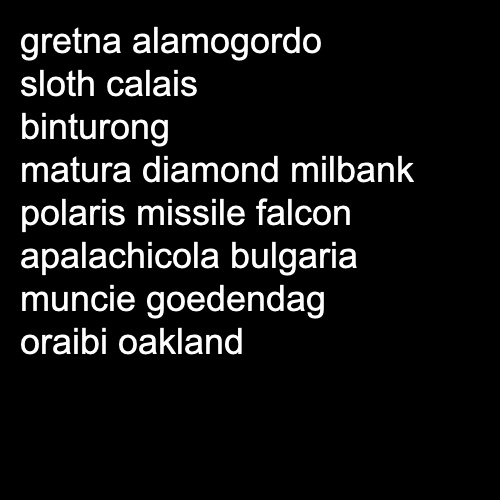 gretna alamogordo
sloth calais
binturong
matura diamond milbank
polaris missile falcon
apalachicola bulgaria
muncie goedendag
oraibi oakland